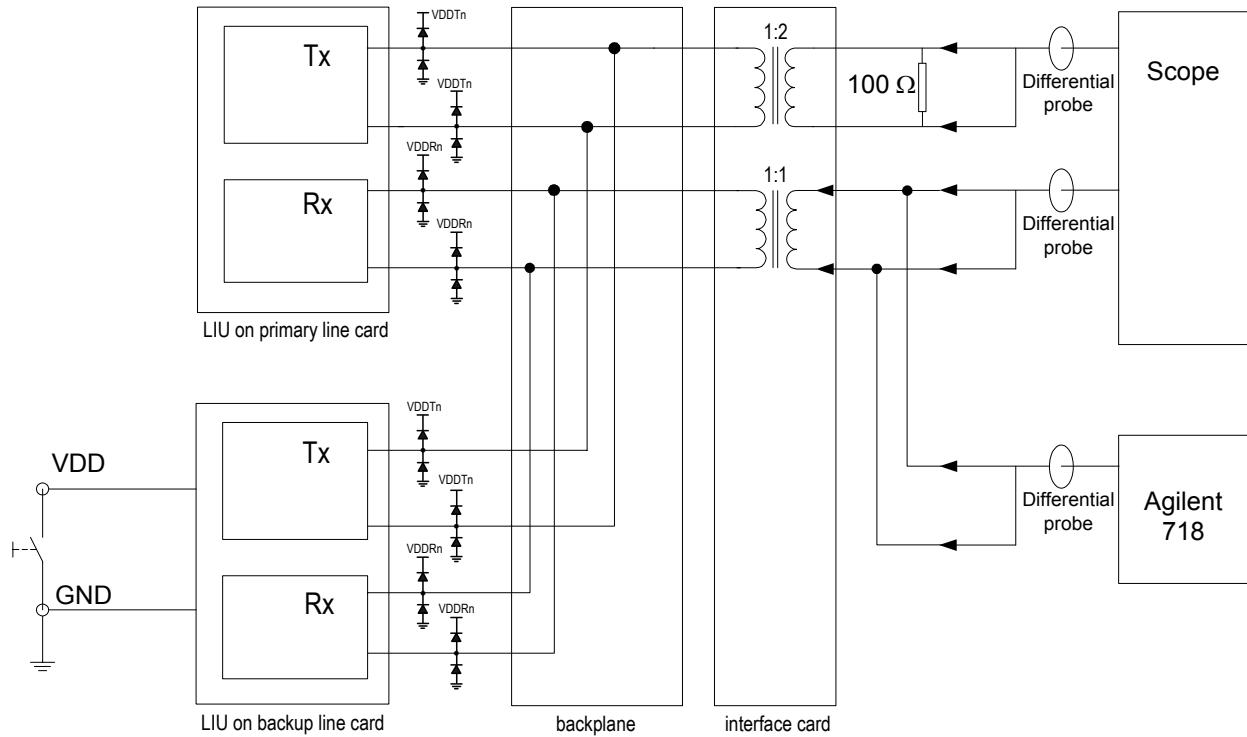 VDDTn
Tx
VDDTn
VDDRn
Rx
VDDRn
LIU on primary line card
1:2
100 Ω
1:1
Differential
probe
Scope
Differential
probe
VDD
GND
VDDTn
Tx
VDDTn
VDDRn
Rx
VDDRn
LIU on backup line card
backplane
interface card
Differential
probe
Agilent
718